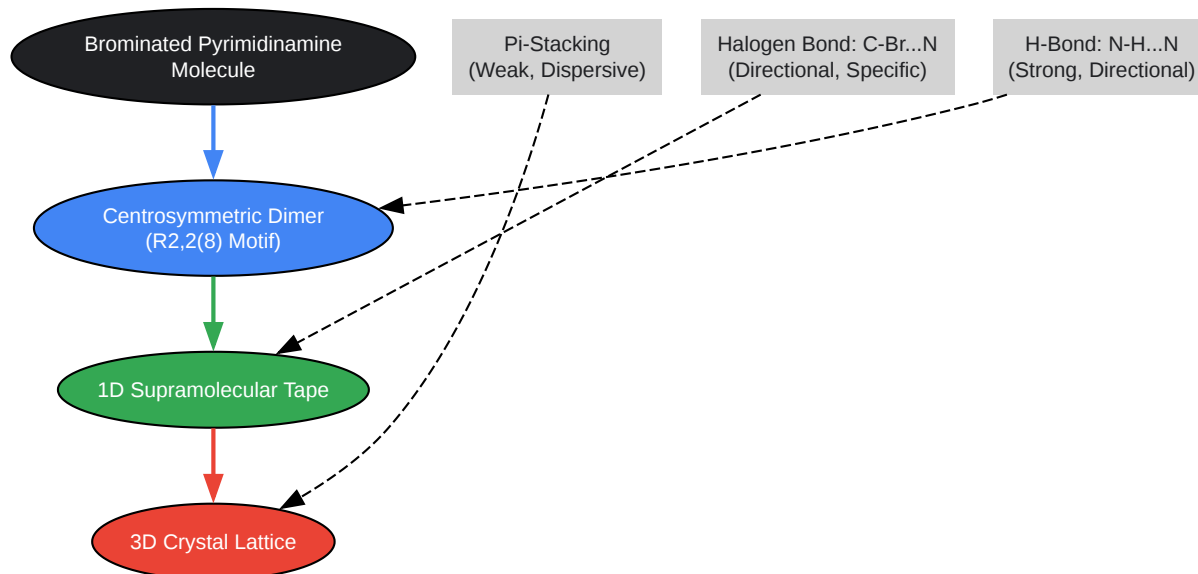 Brominated Pyrimidinamine
Molecule
Pi-Stacking
(Weak, Dispersive)
Halogen Bond: C-Br...N
(Directional, Specific)
H-Bond: N-H...N
(Strong, Directional)
Centrosymmetric Dimer
(R2,2(8) Motif)
1D Supramolecular Tape
3D Crystal Lattice